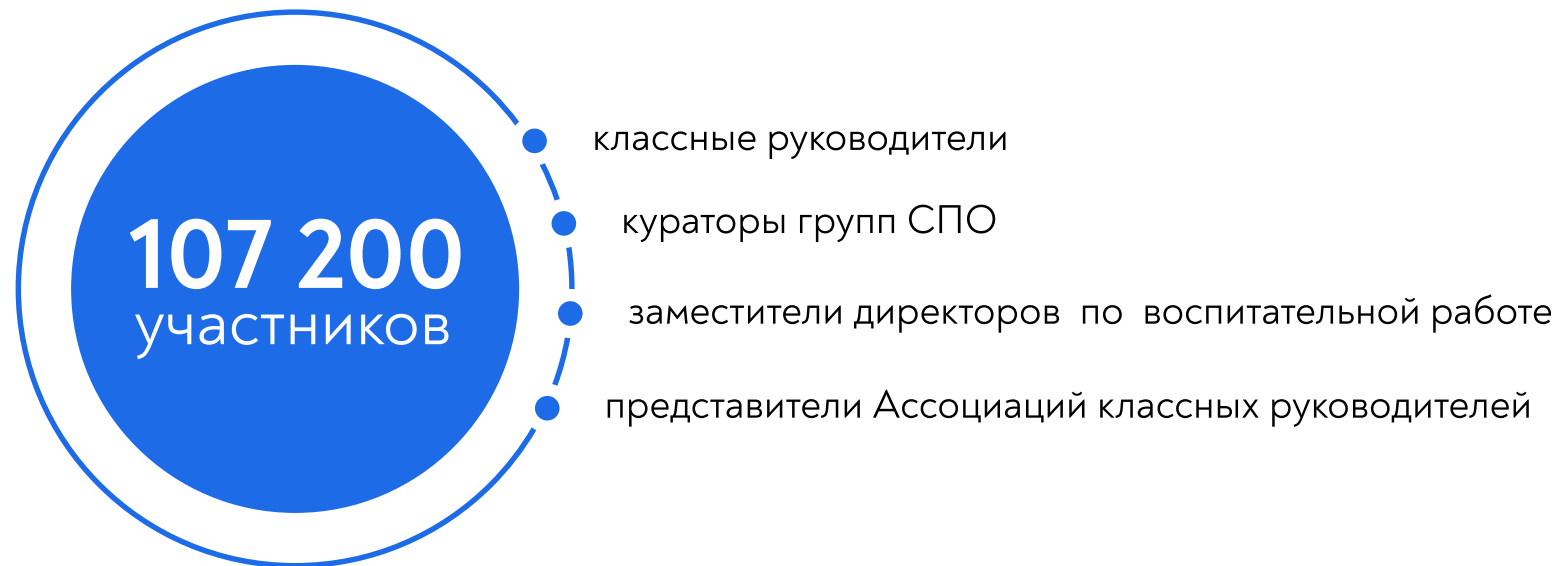 107 200
участников
классные руководители
кураторы групп СПО
заместители директоров по воспитательной работе
представители Ассоциаций классных руководителей